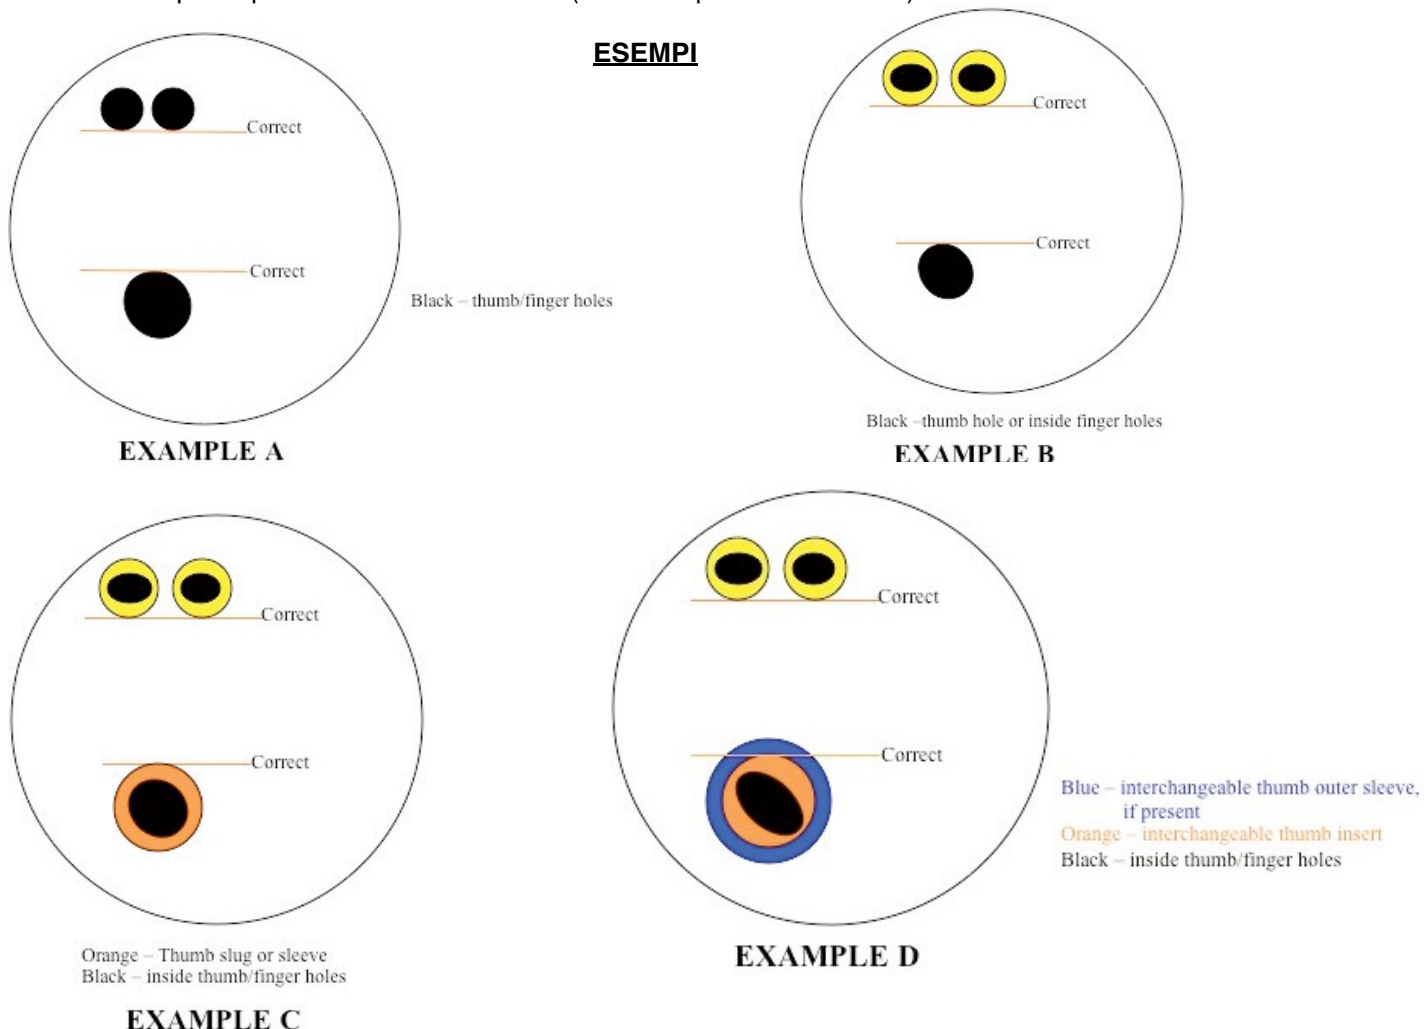 ESEMPI
Correct
Correct
Black – thumb/finger holes
EXAMPLE A
Correct
Correct
Black –thumb hole or inside finger holes
EXAMPLE B
Correct
Correct
Orange – Thumb slug or sleeve
Black – inside thumb/finger holes
EXAMPLE C
Correct
Correct
Blue – interchangeable thumb outer sleeve,
if present
Orange – interchangeable thumb insert
Black – inside thumb/finger holes
EXAMPLE D